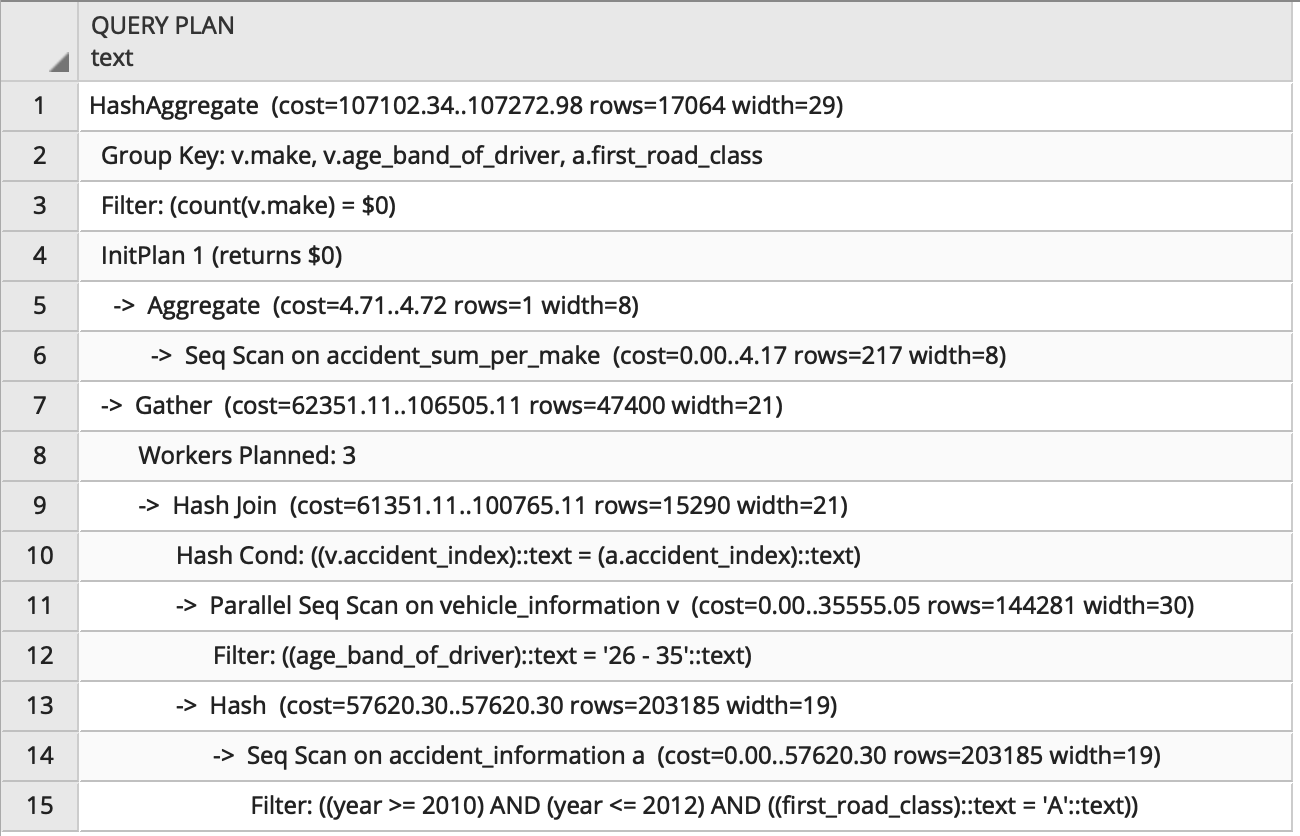 QUERY PLAN
text
1 HashAggregate (cost=107102.34..107272.98 rows=17064 width=29)
2 Group Key: v.make, v.age_band_of_driver, a.first_road_class
3 Filter: (count(v.make) = $0)
4 InitPlan 1 (returns $0)
5 -> Aggregate (cost=4.71..4.72 rows=1 width=8)
6 -> Seq Scan on accident_sum_per_make (cost=0.00..4.17 rows=217 width=8)
7 -> Gather (cost=62351.11..106505.11 rows=47400 width=21)
8 Workers Planned: 3
9 -> Hash Join (cost=61351.11..100765.11 rows=15290 width=21)
10 Hash Cond: ((v.accident_index)::text = (a.accident_index)::text)
11 -> Parallel Seq Scan on vehicle_information v (cost=0.00..35555.05 rows=144281 width=30)
12 Filter: ((age_band_of_driver)::text = '26 - 35'::text)
13 -> Hash (cost=57620.30..57620.30 rows=203185 width=19)
14 -> Seq Scan on accident_information a (cost=0.00..57620.30 rows=203185 width=19)
15 Filter: ((year >= 2010) AND (year <= 2012) AND ((first_road_class)::text = 'A'::text))